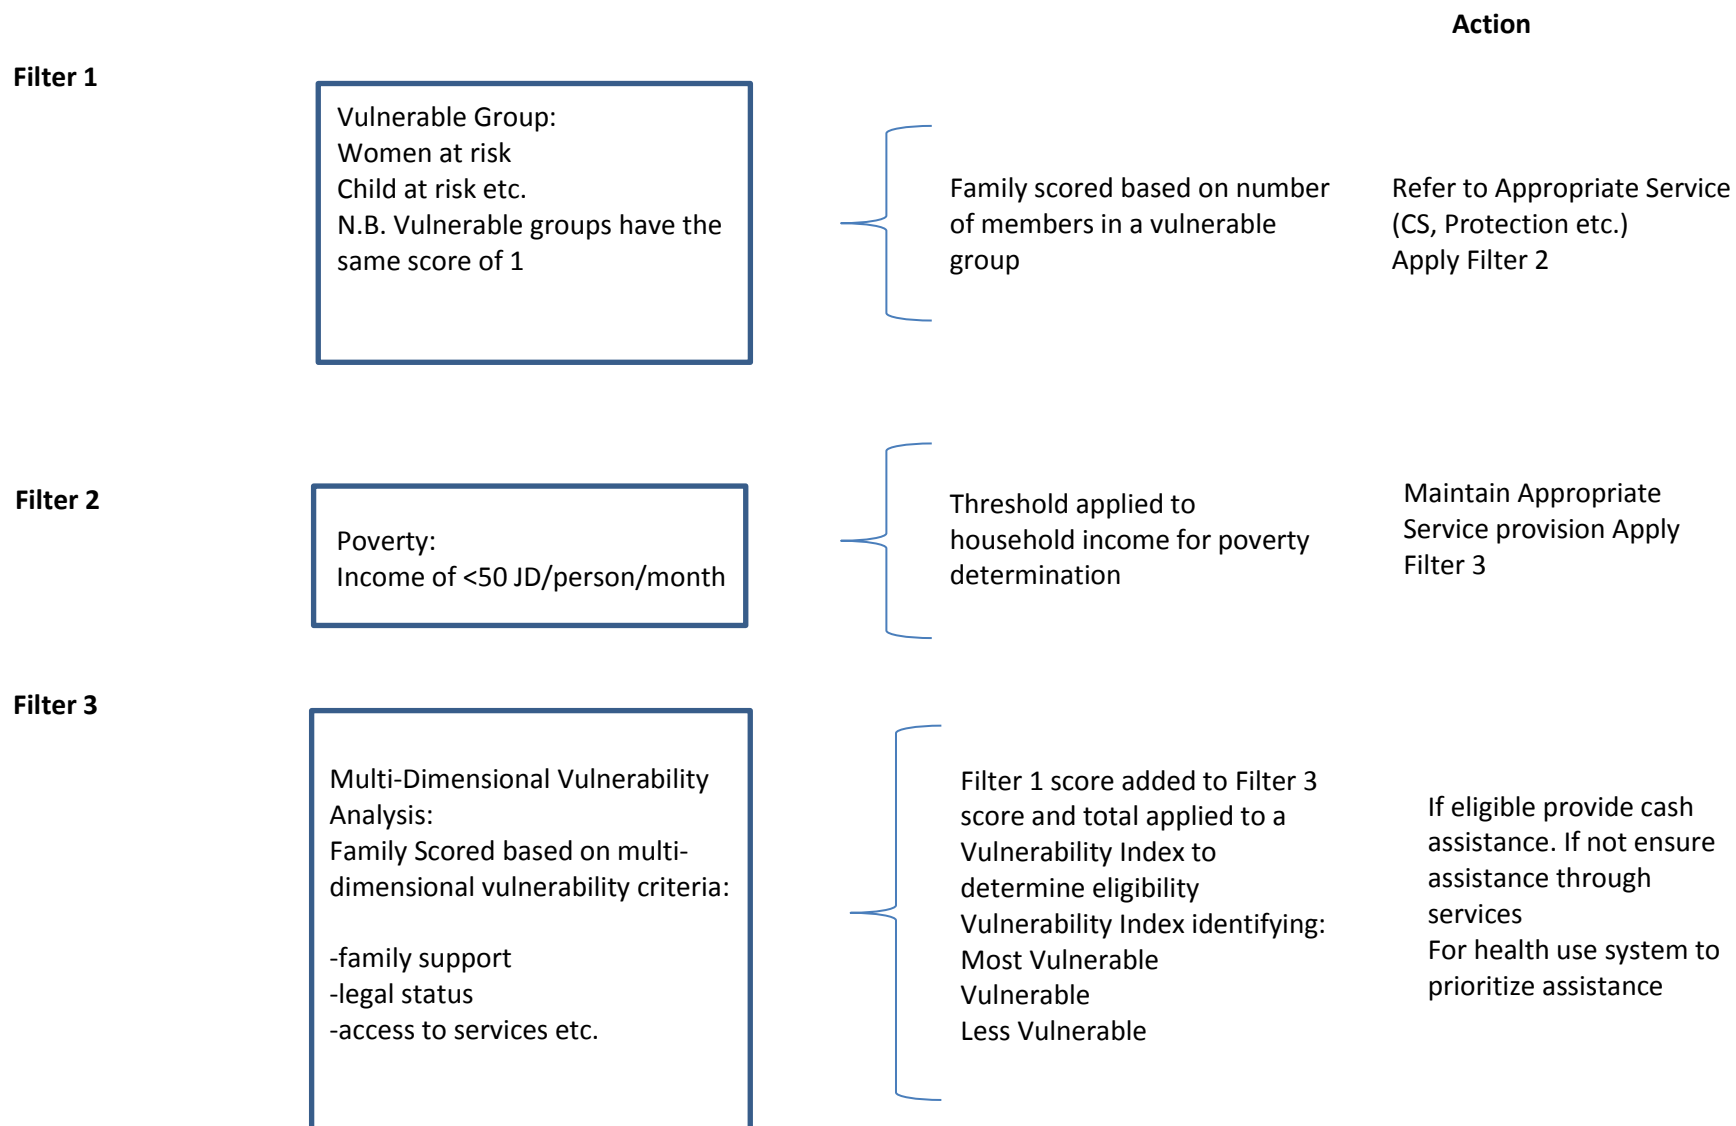 Action
Filter 1
Vulnerable Group:
Women at risk
Child at risk etc.
N.B. Vulnerable groups have the
same score of 1
Family scored based on number
of members in a vulnerable
group
Refer to Appropriate Service
(CS, Protection etc.)
Apply Filter 2
Filter 2
Poverty:
Income of <50 JD/person/month
Threshold applied to
household income for poverty
determination
Maintain Appropriate
Service provision Apply
Filter 3
Filter 3
Multi-Dimensional Vulnerability
Analysis:
Family Scored based on multi-
dimensional vulnerability criteria:
-family support
-legal status
-access to services etc.
Filter 1 score added to Filter 3
score and total applied to a
Vulnerability Index to
determine eligibility
Vulnerability Index identifying:
Most Vulnerable
Vulnerable
Less Vulnerable
If eligible provide cash
assistance. If not ensure
assistance through
services
For health use system to
prioritize assistance